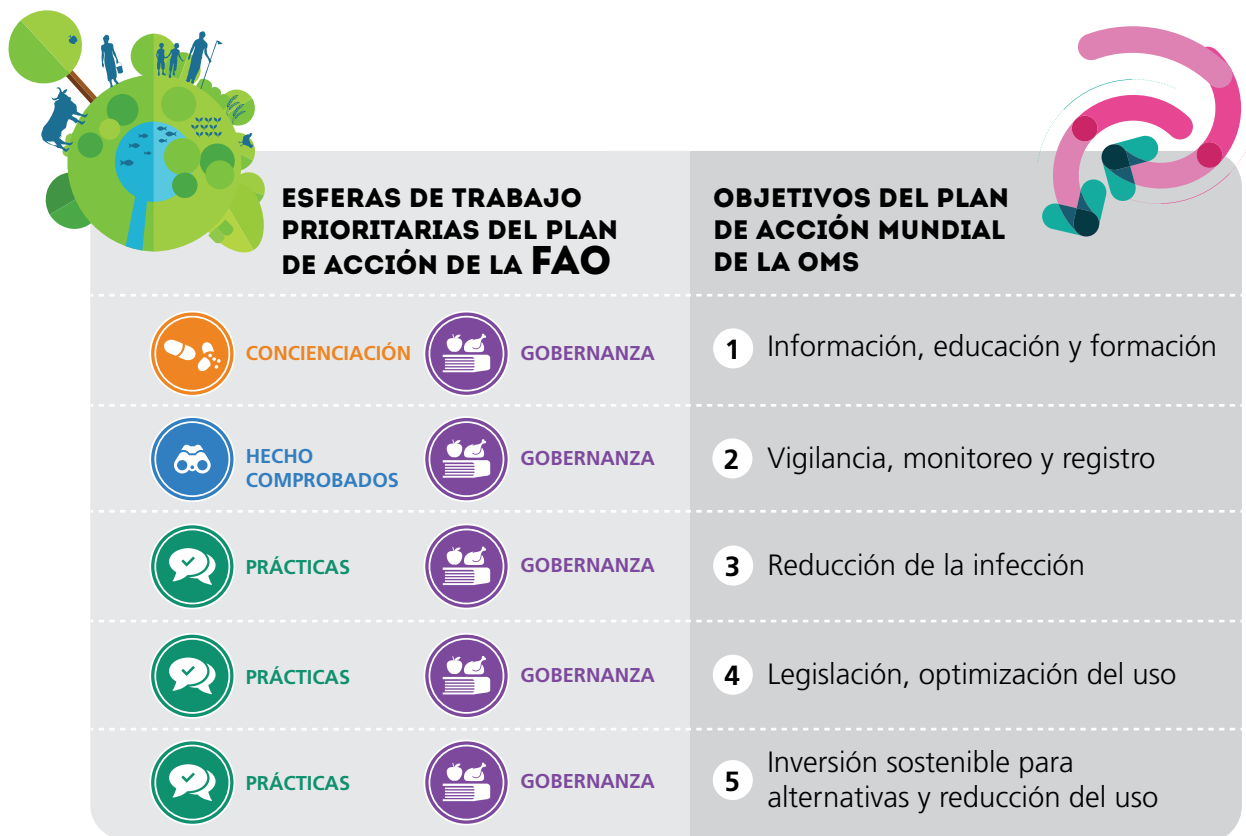 ESFERAS DE TRABAJO
PRIORITARIAS DEL PLAN
DE ACCIÓN DE LA FAO
OBJETIVOS DEL PLAN
DE ACCIÓN MUNDIAL
DE LA OMS
CONCIENCIACIÓN
GOBERNANZA
1 Información, educación y formación
HECHO
COMPROBADOS
GOBERNANZA
2 Vigilancia, monitoreo y registro
PRÁCTICAS
GOBERNANZA
3 Reducción de la infección
PRÁCTICAS
GOBERNANZA
4 Legislación, optimización del uso
PRÁCTICAS
GOBERNANZA
5 Inversión sostenible para
alternativas y reducción del uso